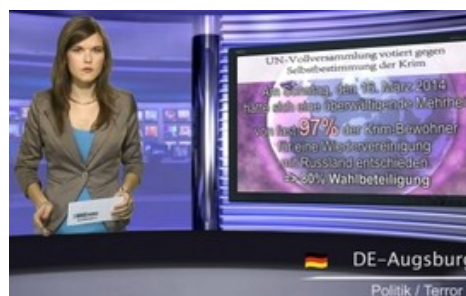 UN-Vollversammlung votiert gegen
Selbstbestimmung der Krim
Am Sonntag, den 16. März 2014
hatte sich eine überwältigende Mehrhe
von fast 97% der Krim-Bewohner
für eine Wiedervereinigung
mit Russland entschieden.
=> 80% Wahlbeteiligung
DE-Augsburg
Politik / Terror